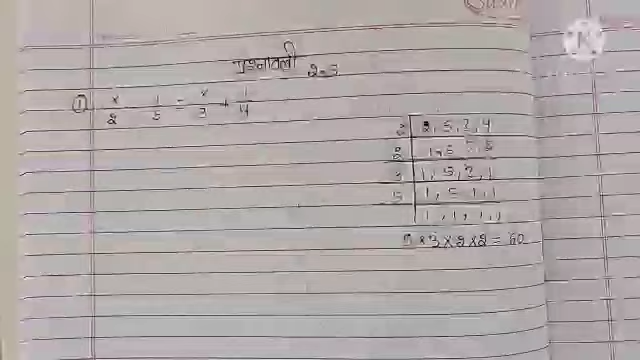 प्रश्नावली 2.5
① x/2 - 1/5 = x/3 + 1/4
2 | 2, 5, 3, 4
2 | 1, 5, 3, 2
3 | 1, 5, 3, 1
5 | 1, 5, 1, 1
1, 1, 1, 1
5 × 3 × 2 × 2 = 60